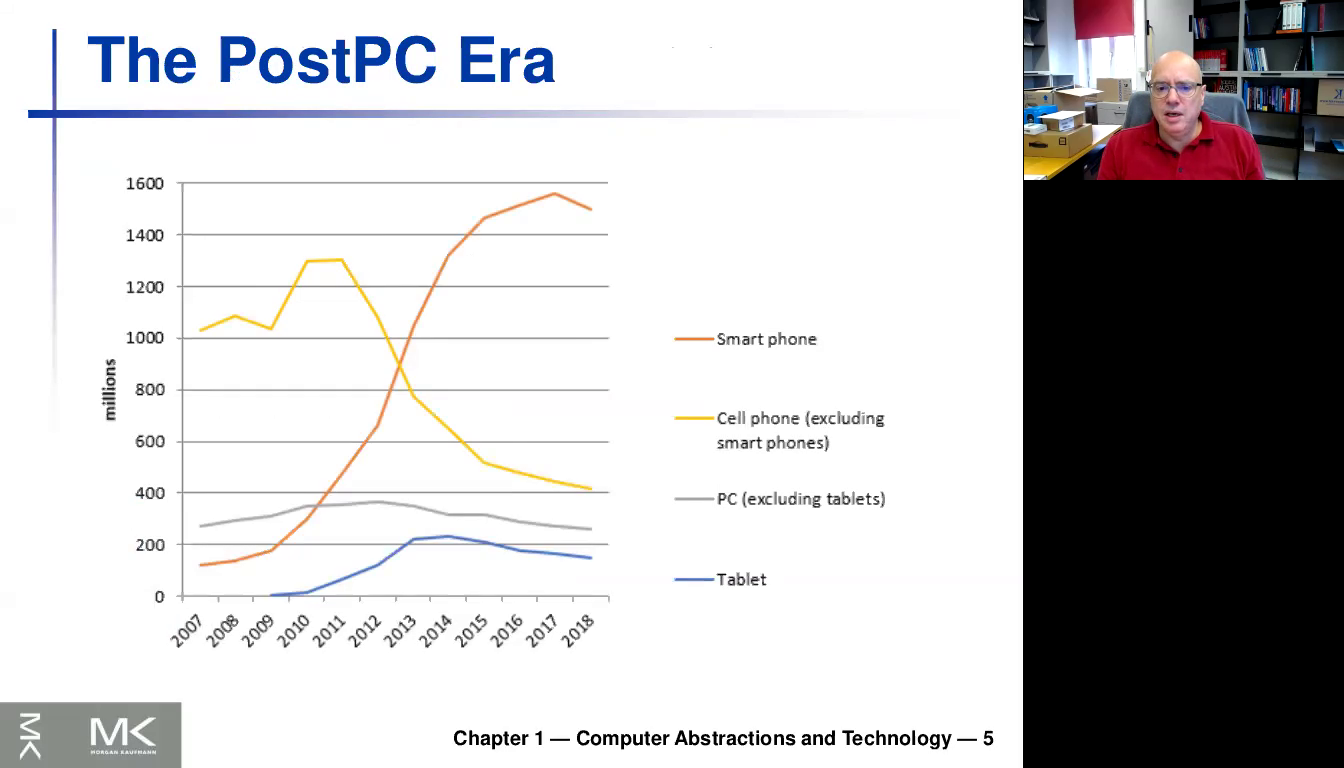 The PostPC Era
1600
1400
1200
1000
800
600
400
200
0
millions
2007
2008
2009
2010
2011
2012
2013
2014
2015
2016
2017
2018
Smart phone
Cell phone (excluding
smart phones)
PC (excluding tablets)
Tablet
MK
MK
MORGAN KAUFMANN
Chapter 1 — Computer Abstractions and Technology — 5